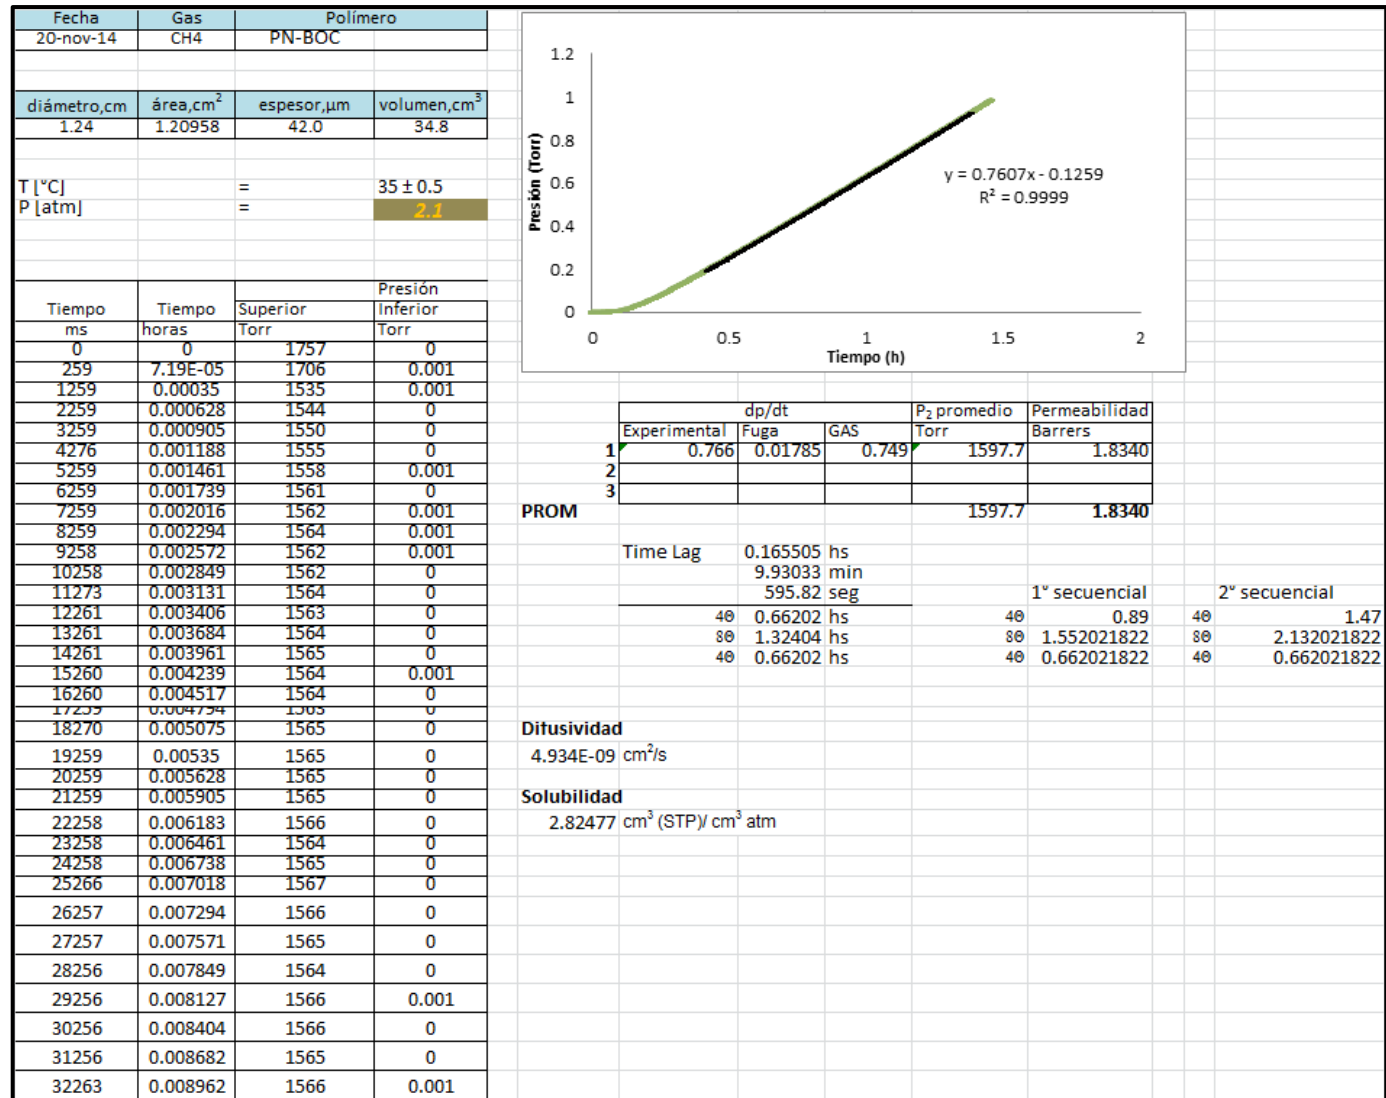 Fecha Gas Polímero
20-nov-14 CH4 PN-BOC
diámetro,cm área,cm² espesor,µm volumen,cm³
1.24 1.20958 42.0 34.8
T [°C] = 35 ± 0.5
P [atm] = 2.1
Presión
Tiempo Tiempo Superior Inferior
ms horas Torr Torr
0 0 1757 0
259 7.19E-05 1706 0.001
1259 0.00035 1535 0.001
2259 0.000628 1544 0
3259 0.000905 1550 0
4276 0.001188 1555 0
5259 0.001461 1558 0.001
6259 0.001739 1561 0
7259 0.002016 1562 0.001
8259 0.002294 1564 0.001
9258 0.002572 1562 0.001
10258 0.002849 1562 0
11273 0.003131 1564 0
12261 0.003406 1563 0
13261 0.003684 1564 0
14261 0.003961 1565 0
15260 0.004239 1564 0.001
16260 0.004517 1564 0
17259 0.004794 1563 0
18270 0.005075 1565 0
19259 0.00535 1565 0
20259 0.005628 1565 0
21259 0.005905 1565 0
22258 0.006183 1566 0
23258 0.006461 1564 0
24258 0.006738 1565 0
25266 0.007018 1567 0
26257 0.007294 1566 0
27257 0.007571 1565 0
28256 0.007849 1564 0
29256 0.008127 1566 0.001
30256 0.008404 1566 0
31256 0.008682 1565 0
32263 0.008962 1566 0.001
Presión (Torr)
1.2
1
0.8
0.6
0.4
0.2
0
y = 0.7607x - 0.1259
R² = 0.9999
0 0.5 1 1.5 2
Tiempo (h)
dp/dt P₂ promedio Permeabilidad
Experimental Fuga GAS Torr Barrers
1 0.766 0.01785 0.749 1597.7 1.8340
2
3
PROM 1597.7 1.8340
Time Lag 0.165505 hs
9.93033 min
595.82 seg 1° secuencial 2° secuencial
4θ 0.66202 hs 4θ 0.89 4θ 1.47
8θ 1.32404 hs 8θ 1.552021822 8θ 2.132021822
4θ 0.66202 hs 4θ 0.662021822 4θ 0.662021822
Difusividad
4.934E-09 cm²/s
Solubilidad
2.82477 cm³ (STP)/ cm³ atm